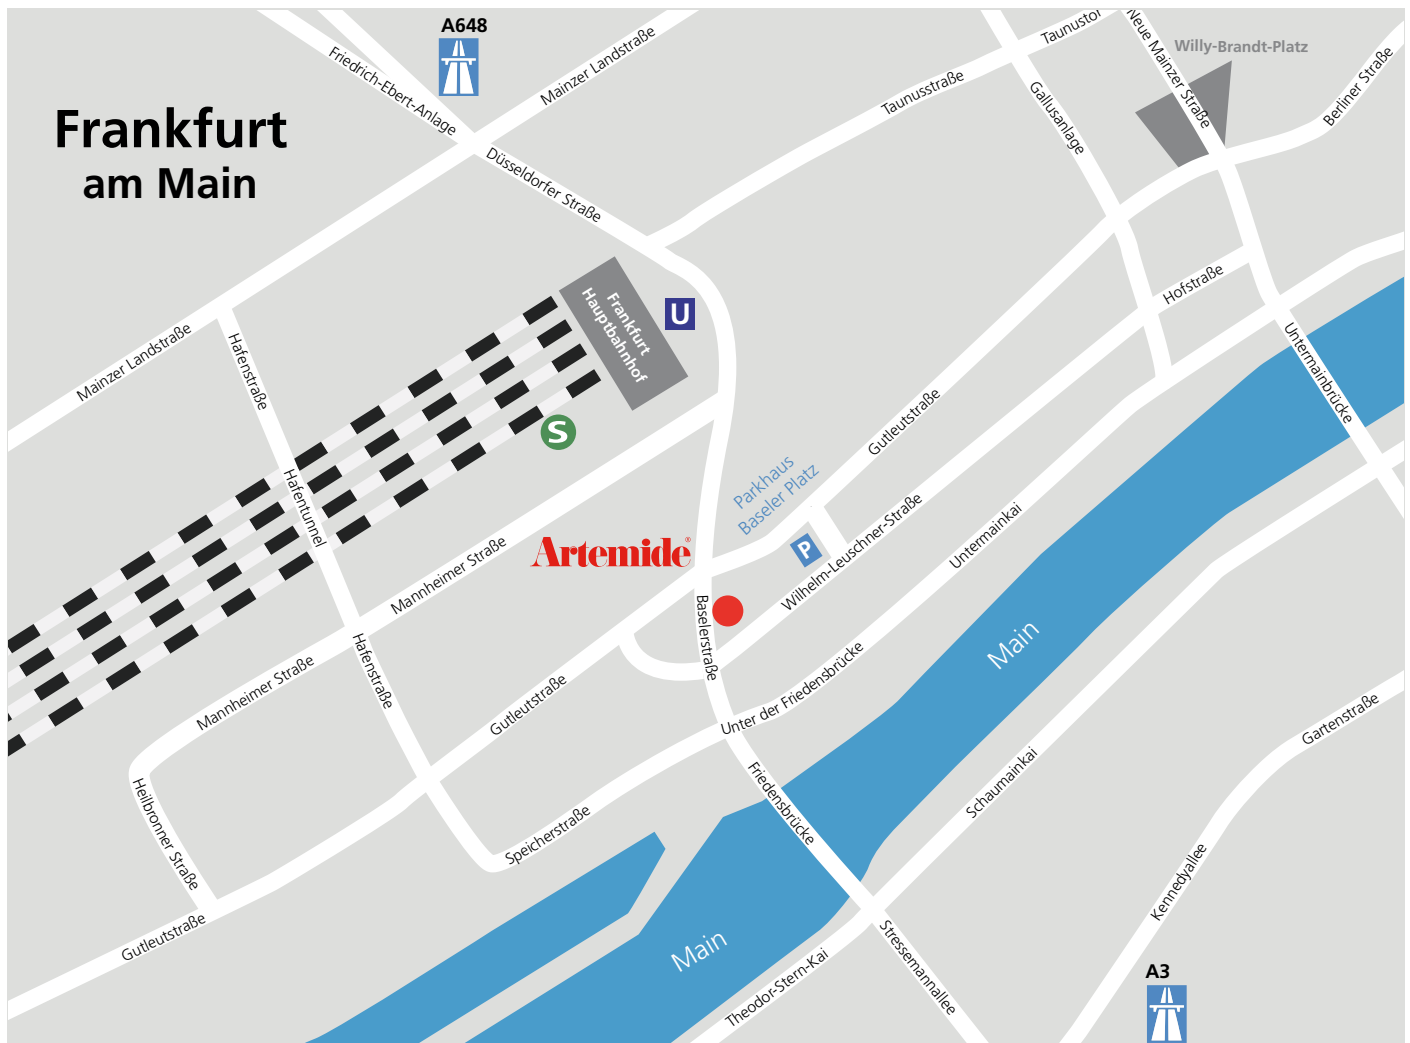 A648
Willy-Brandt-Platz
Taunustor
Neue Mainzer Straße
Friedrich-Ebert-Anlage
Mainzer Landstraße
Taunusstraße
Gallusanlage
Berliner Straße
Frankfurt
am Main
Düsseldorfer Straße
Frankfurt
Hauptbahnhof
U
Hofstraße
Mainzer Landstraße
Hafenstraße
Untermainbrücke
S
Gutleutstraße
Parkhaus
Baseler Platz
Hafentunnel
Artemide®
P
Wilhelm-Leuschner-Straße
Untermainkai
Mannheimer Straße
Baselerstraße
Main
Mannheimer Straße
Hafenstraße
Gutleutstraße
Unter der Friedensbrücke
Gartenstraße
Heilbronner Straße
Friedensbrücke
Schaumainkai
Speicherstraße
Kennedyallee
Gutleutstraße
Main
Stressemannallee
Theodor-Stern-Kai
A3